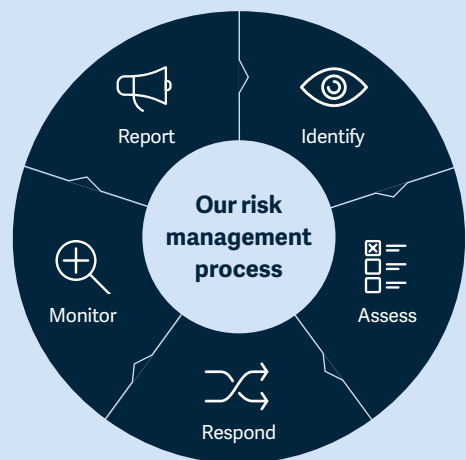 Report
Identify
Our risk
management
process
Monitor
Assess
Respond